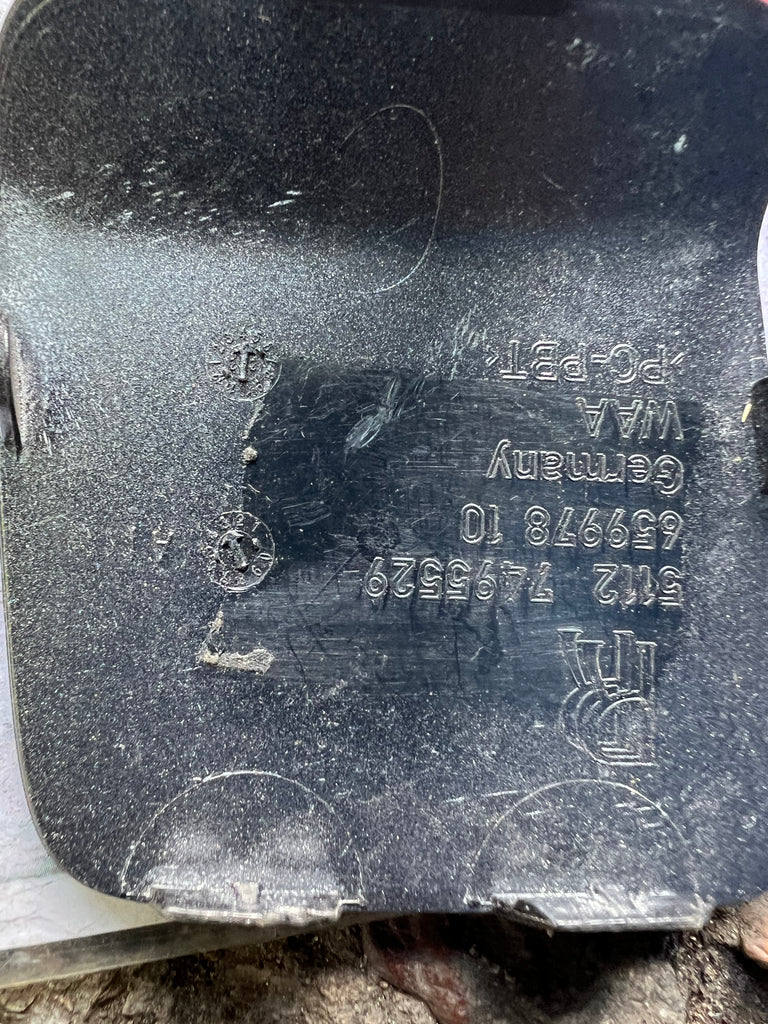 5112 7495529
659978 10
Germany
WAA
>PC-PBT<